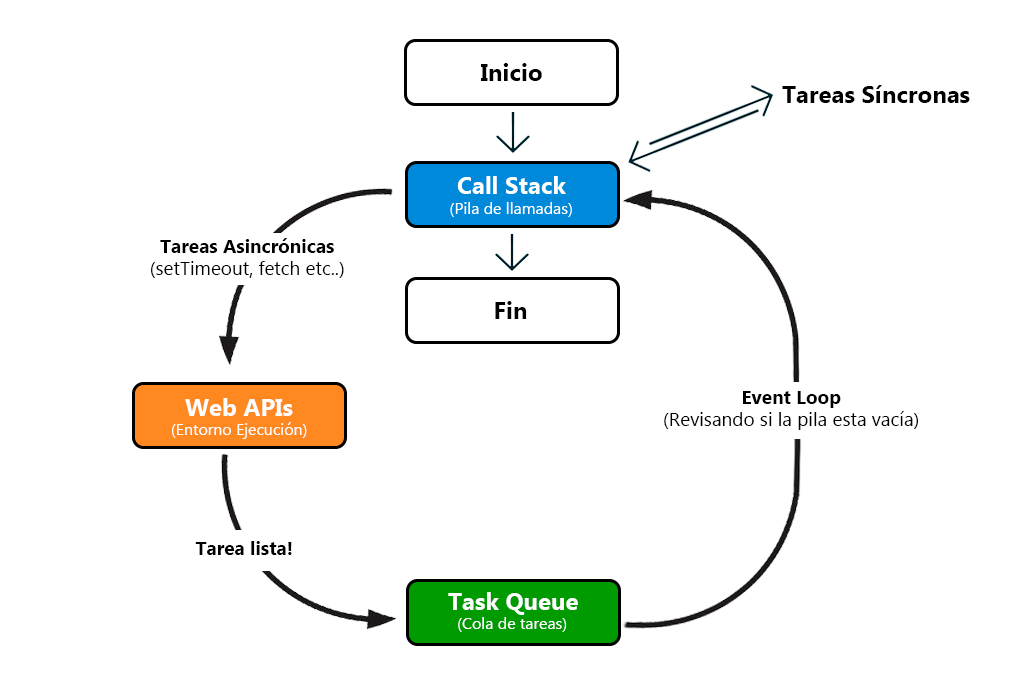 Inicio
Tareas Síncronas
Call Stack
(Pila de llamadas)
Tareas Asincrónicas
(setTimeout, fetch etc..)
Fin
Web APIs
(Entorno Ejecución)
Event Loop
(Revisando si la pila esta vacía)
Tarea lista!
Task Queue
(Cola de tareas)